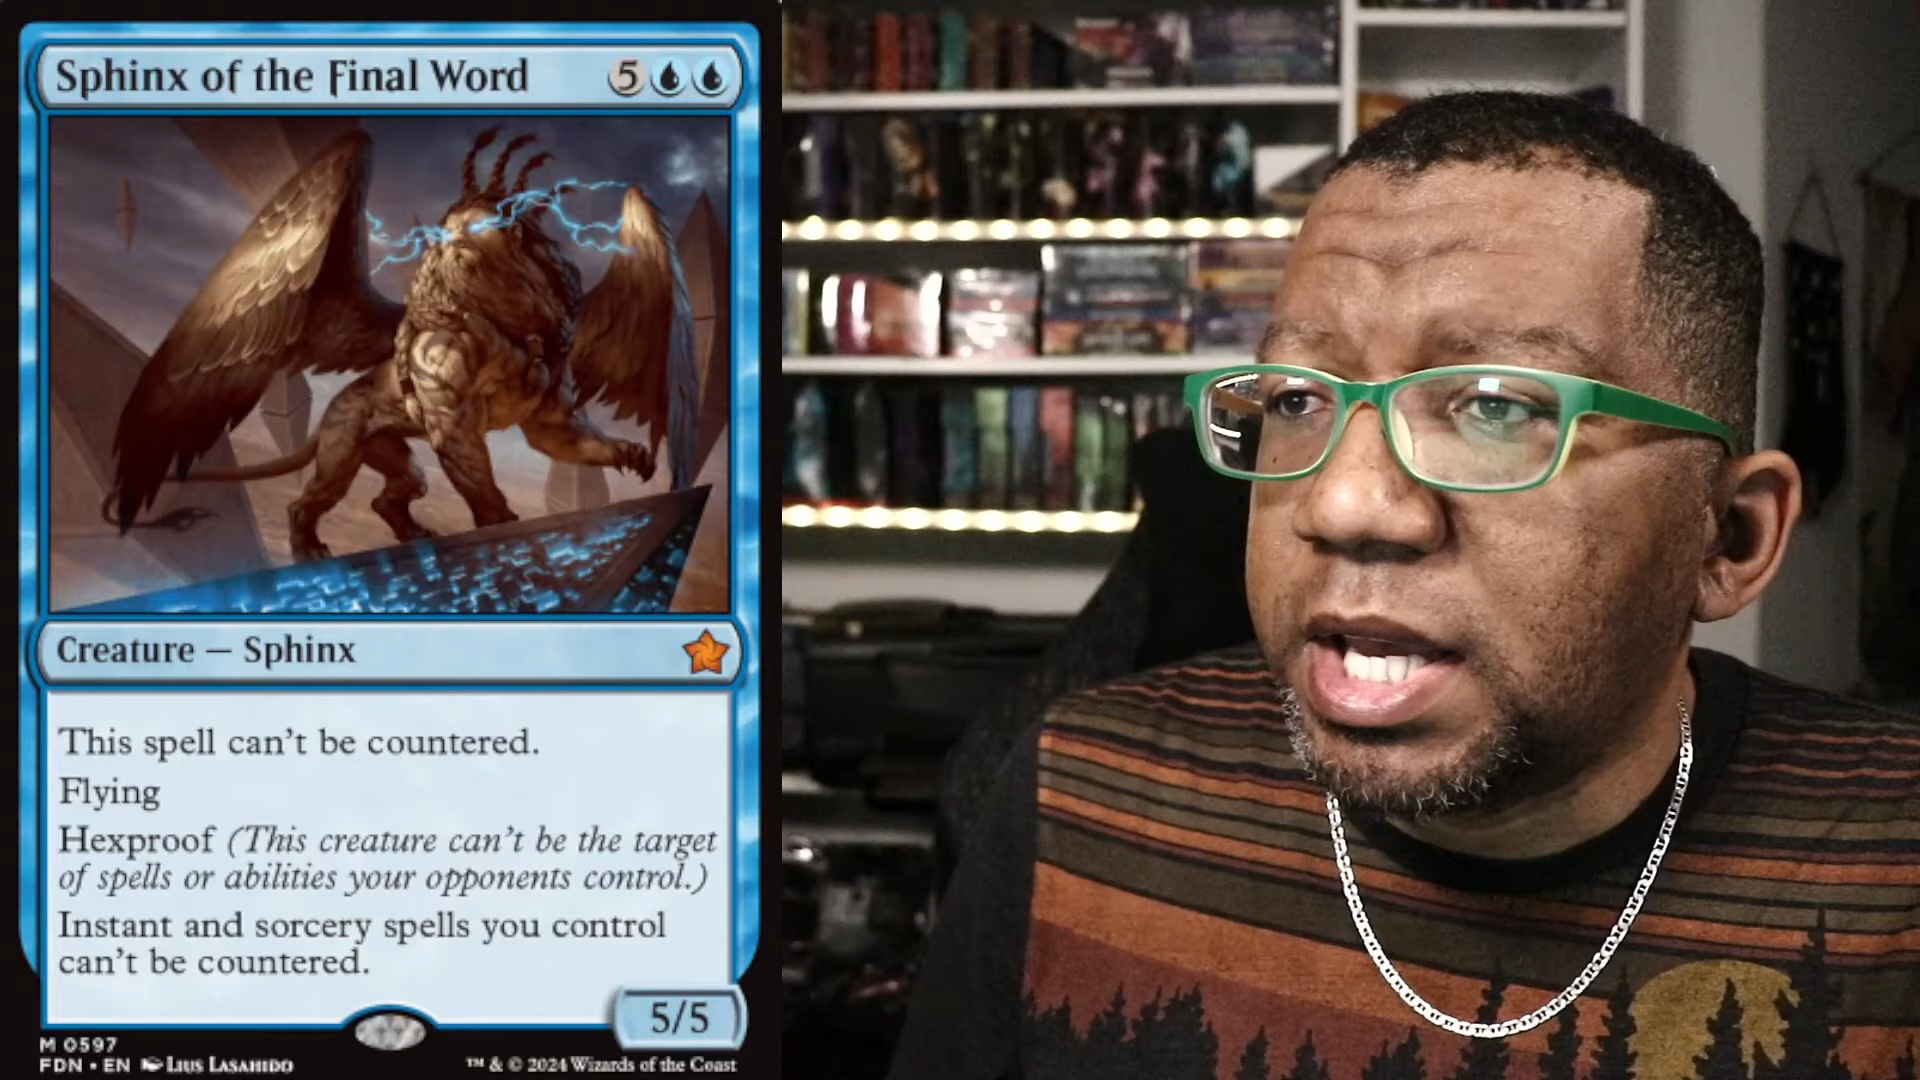 Sphinx of the Final Word 5
Creature — Sphinx
This spell can't be countered.
Flying
Hexproof (This creature can't be the target
of spells or abilities your opponents control.)
Instant and sorcery spells you control
can't be countered.
5/5
M 0597
FDN • EN Lius Lasahido ™ & © 2024 Wizards of the Coast